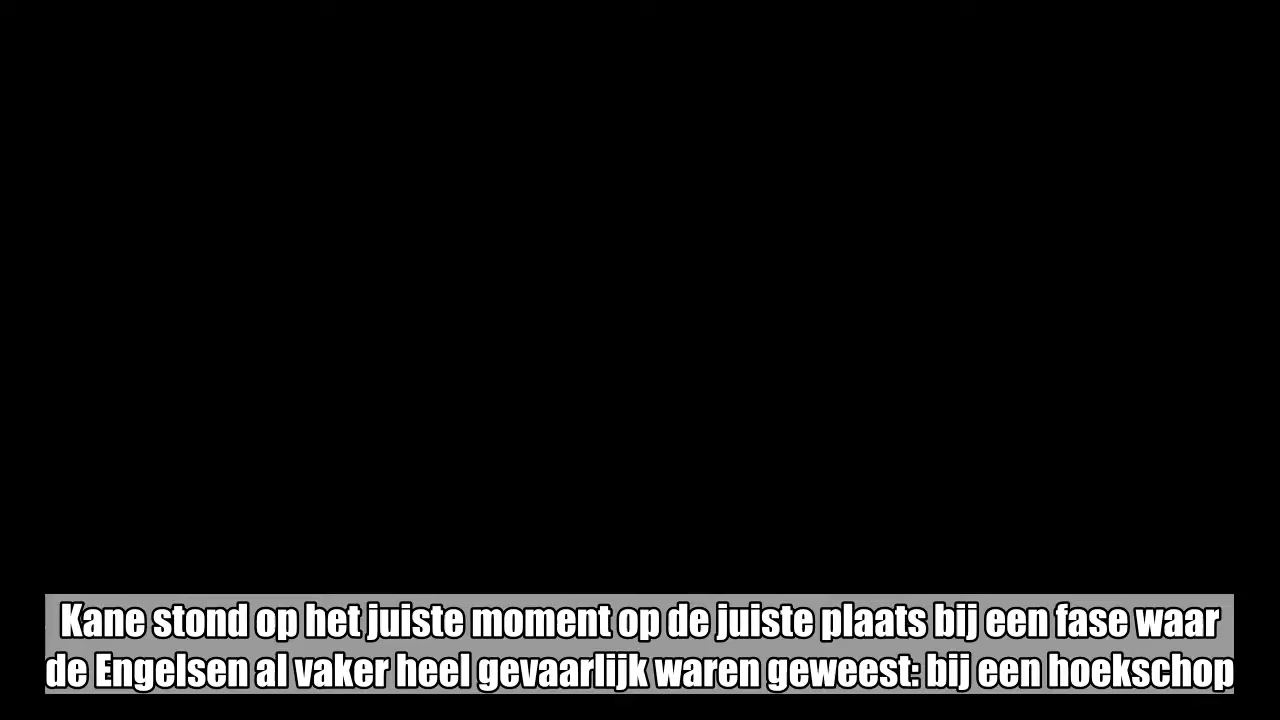 Kane stond op het juiste moment op de juiste plaats bij een fase waar
de Engelsen al vaker heel gevaarlijk waren geweest: bij een hoekschop